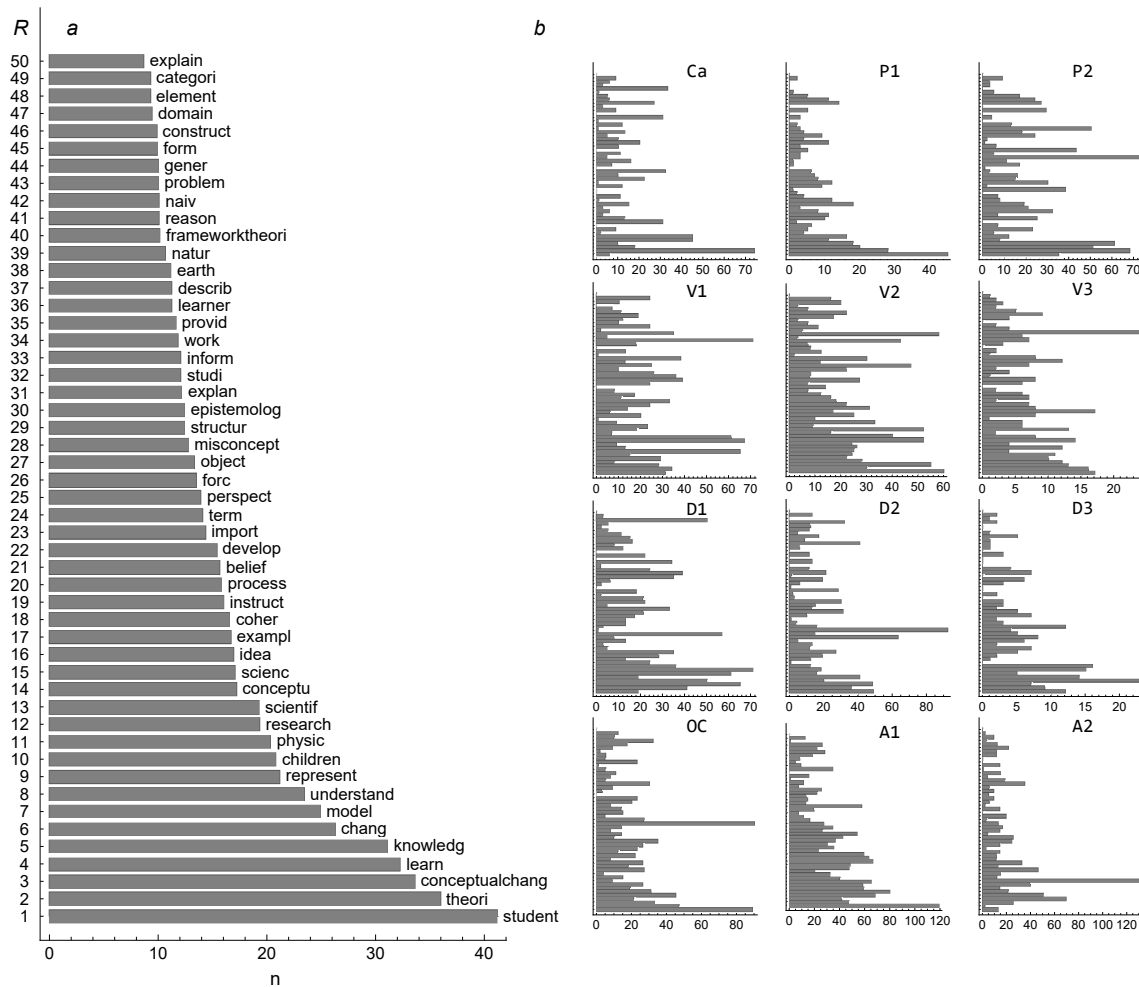 R a b
50 explain
49 categori
48 element
47 domain
46 construct
45 form
44 gener
43 problem
42 naiv
41 reason
40 frameworktheori
39 natur
38 earth
37 describ
36 learner
35 provid
34 work
33 inform
32 studi
31 explan
30 epistemolog
29 structur
28 misconcept
27 object
26 forc
25 perspect
24 term
23 import
22 develop
21 belief
20 process
19 instruct
18 coher
17 exampl
16 idea
15 scienc
14 conceptu
13 scientif
12 research
11 physic
10 children
9 represent
8 understand
7 model
6 chang
5 knowledg
4 learn
3 conceptualchang
2 theori
1 student
0 10 20 30 40
n
Ca P1 P2
0 10 20 30 40 50 60 70 0 10 20 30 40 0 10 20 30 40 50 60 70
V1 V2 V3
0 10 20 30 40 50 60 70 0 10 20 30 40 50 60 5 10 15 20
D1 D2 D3
0 10 20 30 40 50 60 70 0 20 40 60 80 0 5 10 15 20
OC A1 A2
0 20 40 60 80 0 20 40 60 80 100 120 0 20 40 60 80 100 120